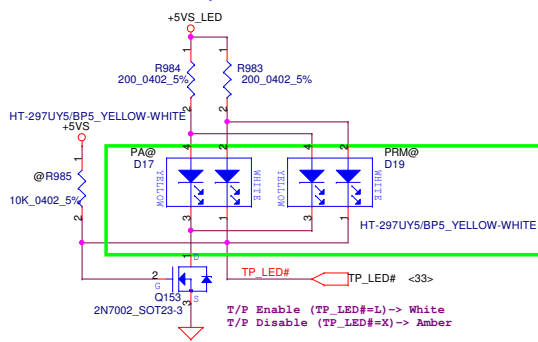 +5VS_LED
1
1
R984
R983
200_0402_5%
200_0402_5%
2
2
HT-297UY5/BP5_YELLOW-WHITE
+5VS
PA@
D17
PRM@
D19
4
2
4
2
1
@R985
10K_0402_5%
2
YELLOW
WHITE
YELLOW
WHITE
3
1
3
1
HT-297UY5/BP5_YELLOW-WHITE
1
D
2
G
S
3
Q153
2N7002_SOT23-3
TP_LED#
TP_LED# <33>
T/P Enable (TP_LED#=L)-> White
T/P Disable (TP_LED#=X)-> Amber